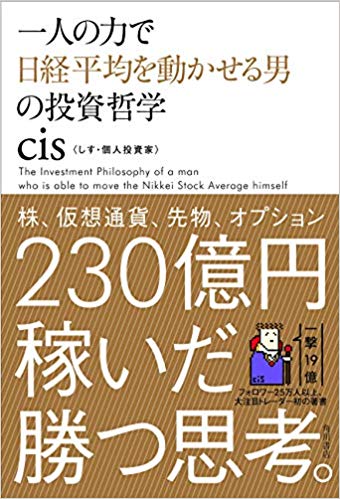 一人の力で
日経平均を動かせる男
の投資哲学
cis〈しす・個人投資家〉
The Investment Philosophy of a man
who is able to move the Nikkei Stock Average himself
株、仮想通貨、先物、オプション
230億円
稼いだ
勝つ思考。
一撃19億
cis
フォロワー25万人以上、
大注目トレーダー初の著書
角川書店